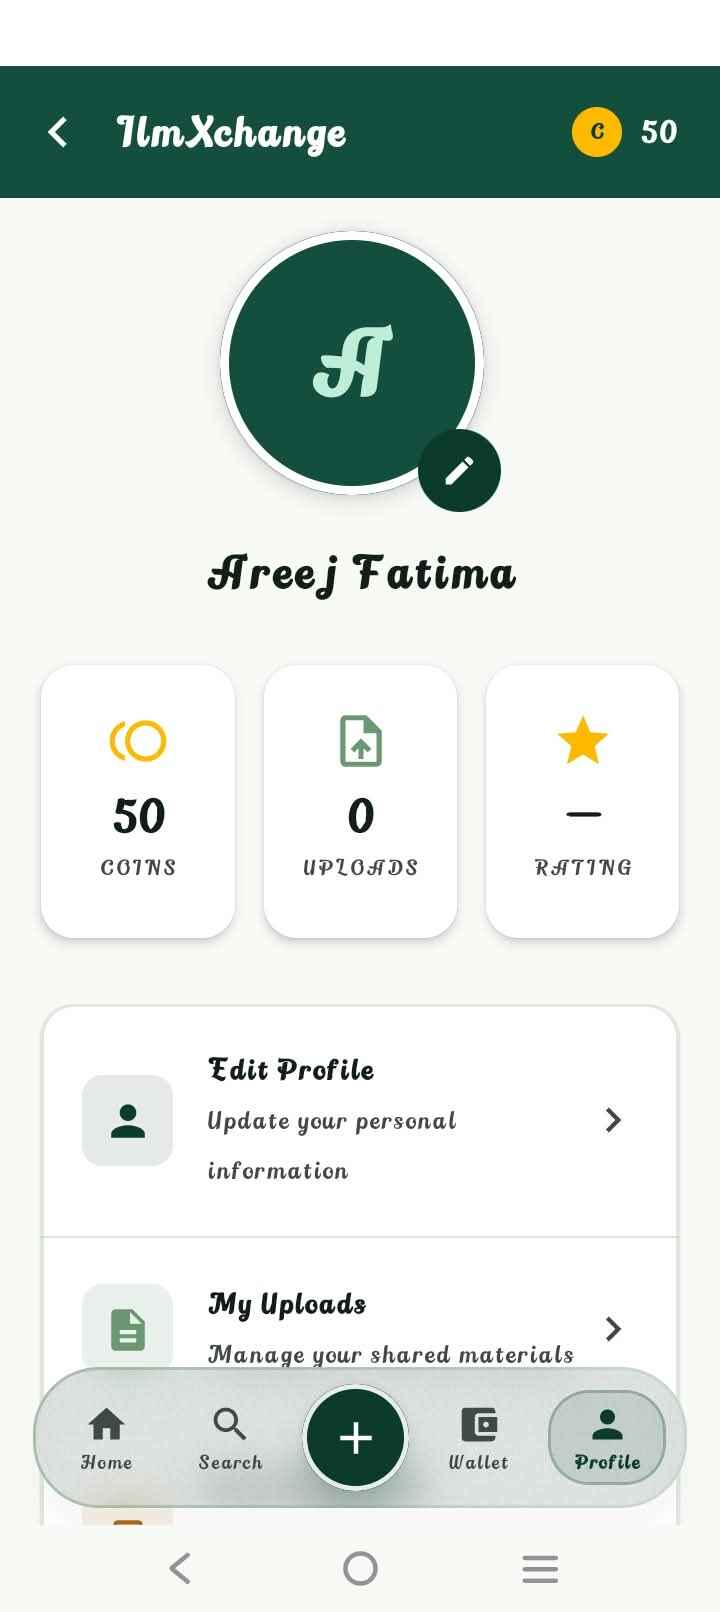 IlmXchange
C 50
A
Areej Fatima
50
0
—
COINS
UPLOADS
RATING
Edit Profile
Update your personal
information
My Uploads
Manage your shared materials
Home
Search
Wallet
Profile